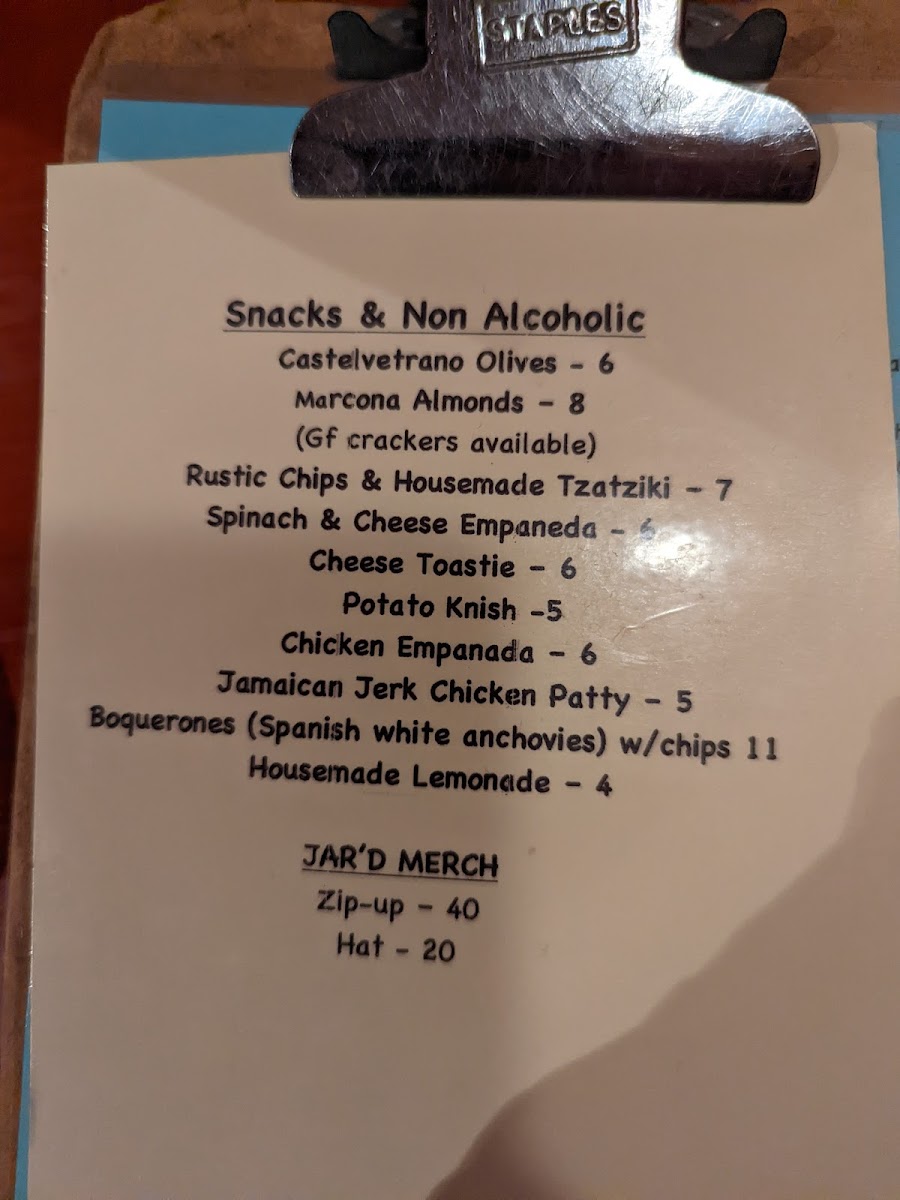 STAPLES
Snacks & Non Alcoholic
Castelvetrano Olives - 6
Marcona Almonds - 8
(Gf crackers available)
Rustic Chips & Housemade Tzatziki - 7
Spinach & Cheese Empaneda - 6
Cheese Toastie - 6
Potato Knish -5
Chicken Empanada - 6
Jamaican Jerk Chicken Patty - 5
Boquerones (Spanish white anchovies) w/chips 11
Housemade Lemonade - 4
JAR'D MERCH
Zip-up - 40
Hat - 20